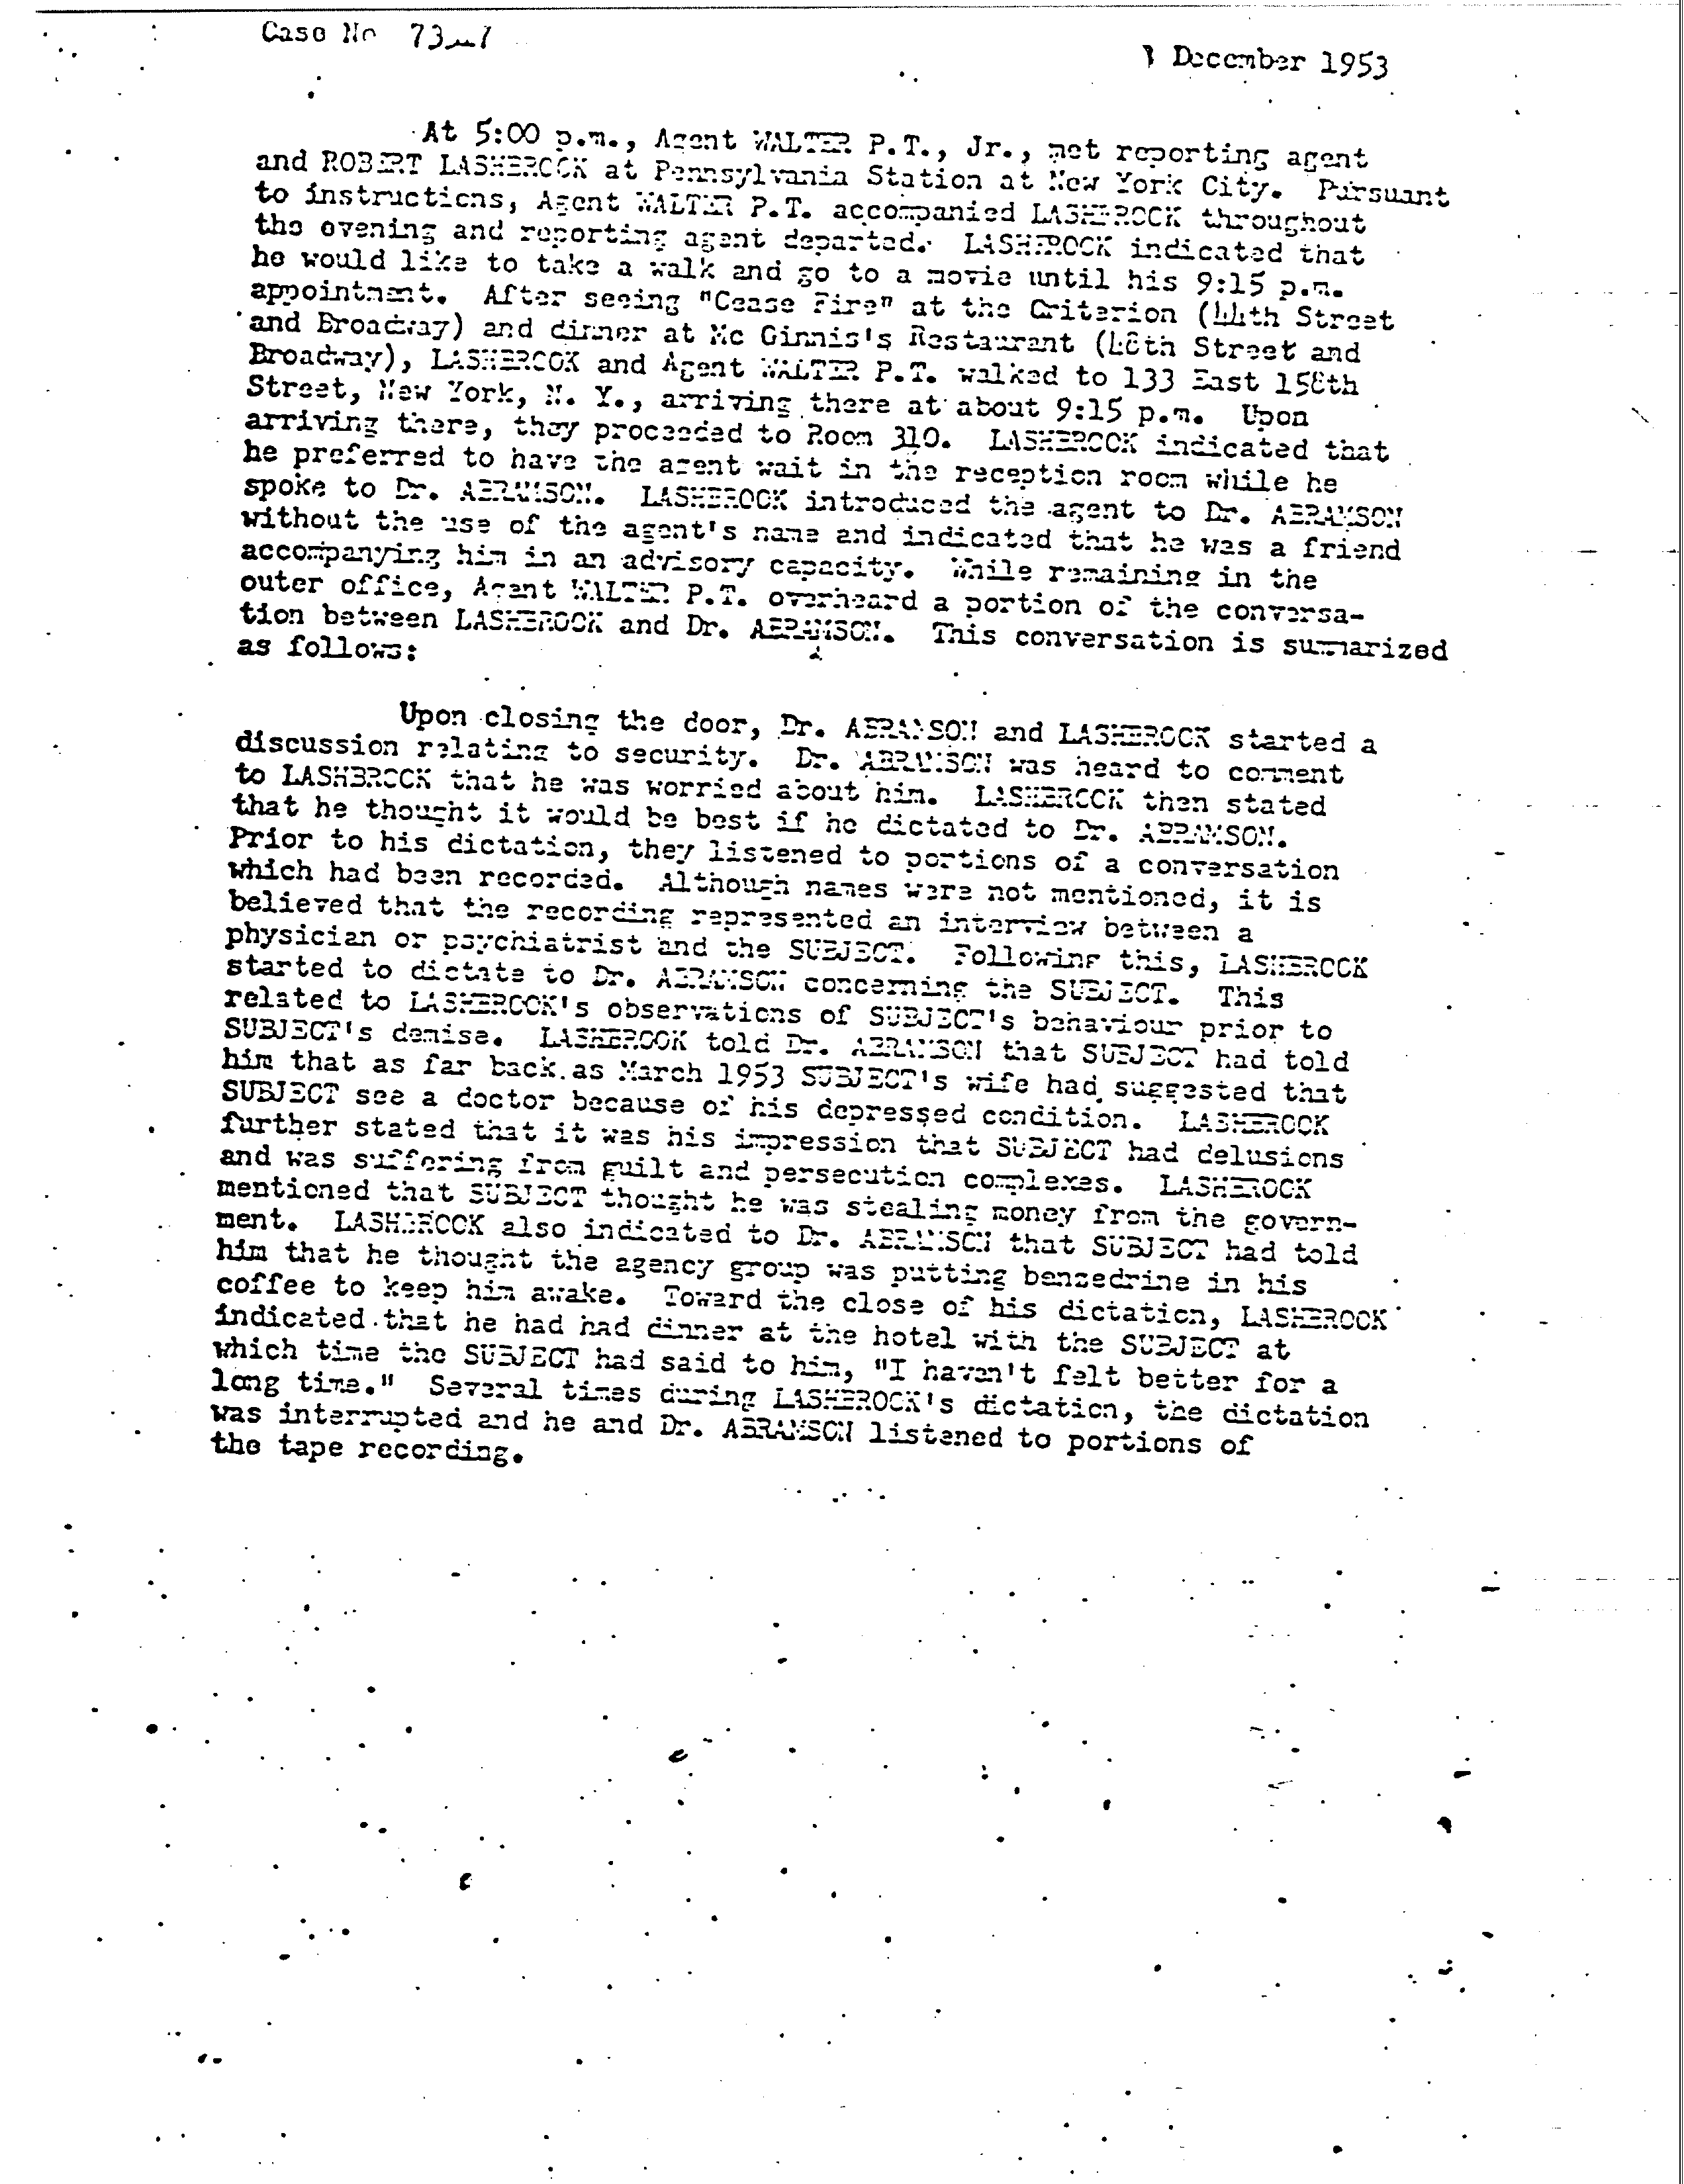 Case No 73
December 1953
At 5:00 p.m., Agent WALTER P.T., Jr., met reporting agent
and ROBERT LASHBROOK at Pennsylvania Station at New York City. Pursuant
to instructions, Agent WALTER P.T. accompanied LASHBROOK throughout
the evening and reporting agent departed. LASHBROOK indicated that
he would like to take a walk and go to a movie until his 9:15 p.m.
appointment. After seeing "Cease Fire" at the Criterion (44th Street
and Broadway) and dinner at Mc Ginnis's Restaurant (48th Street and
Broadway), LASHBROOK and Agent WALTER P.T. walked to 133 East 158th
Street, New York, N. Y., arriving there at about 9:15 p.m. Upon
arriving there, they proceeded to Room 310. LASHBROOK indicated that
he preferred to have the agent wait in the reception room while he
spoke to Dr. ABRAMSON. LASHBROOK introduced the agent to Dr. ABRAMSON
without the use of the agent's name and indicated that he was a friend
accompanying him in an advisory capacity. While remaining in the
outer office, Agent WALTER P.T. overheard a portion of the conversa-
tion between LASHBROOK and Dr. ABRAMSON. This conversation is summarized
as follows:
Upon closing the door, Dr. ABRAMSON and LASHBROOK started a
discussion relating to security. Dr. ABRAMSON was heard to comment
to LASHBROOK that he was worried about him. LASHBROOK then stated
that he thought it would be best if he dictated to Dr. ABRAMSON.
Prior to his dictation, they listened to portions of a conversation
which had been recorded. Although names were not mentioned, it is
believed that the recording represented an interview between a
physician or psychiatrist and the SUBJECT. Following this, LASHBROOK
started to dictate to Dr. ABRAMSON concerning the SUBJECT. This
related to LASHBROOK's observations of SUBJECT's behaviour prior to
SUBJECT's demise. LASHBROOK told Dr. ABRAMSON that SUBJECT had told
him that as far back as March 1953 SUBJECT's wife had suggested that
SUBJECT see a doctor because of his depressed condition. LASHBROOK
further stated that it was his impression that SUBJECT had delusions
and was suffering from guilt and persecution complexes. LASHBROOK
mentioned that SUBJECT thought he was stealing money from the govern-
ment. LASHBROOK also indicated to Dr. ABRAMSON that SUBJECT had told
him that he thought the agency group was putting benzedrine in his
coffee to keep him awake. Toward the close of his dictation, LASHBROOK
indicated that he had had dinner at the hotel with the SUBJECT at
which time the SUBJECT had said to him, "I haven't felt better for a
long time." Several times during LASHBROOK's dictation, the dictation
was interrupted and he and Dr. ABRAMSON listened to portions of
the tape recording.